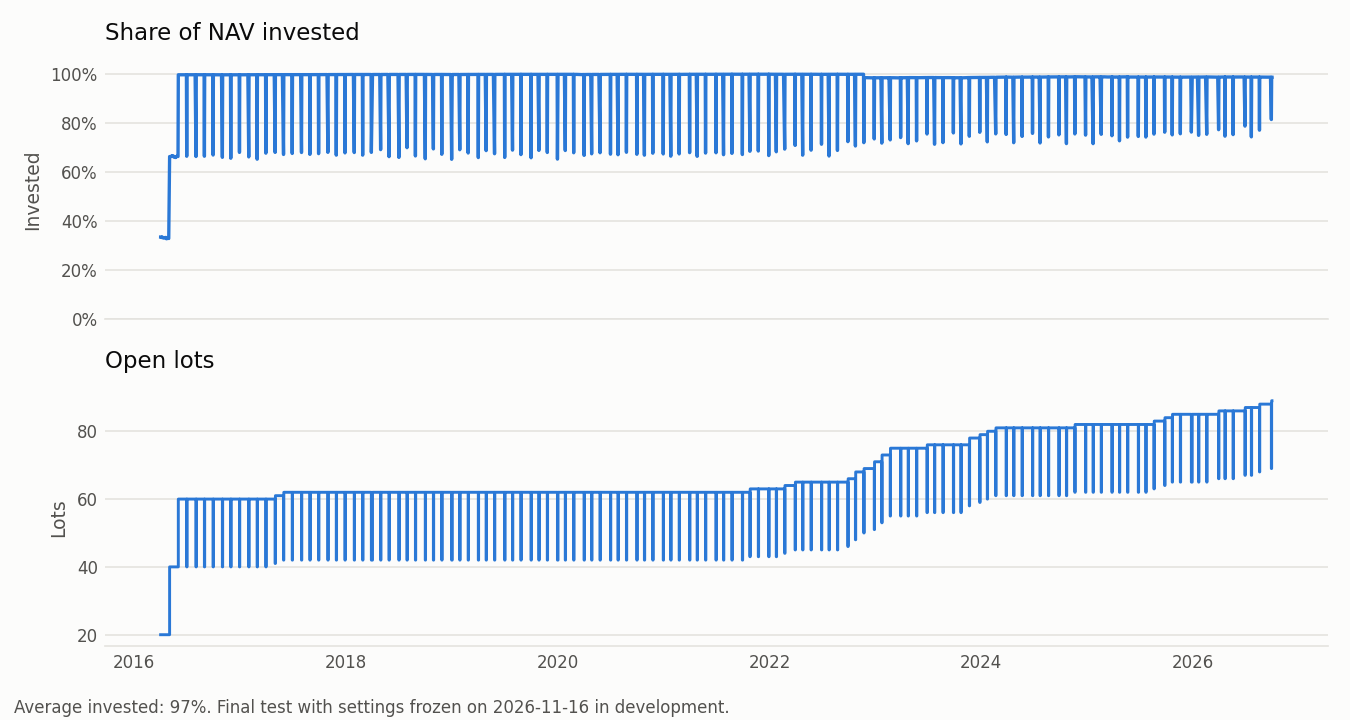 Share of NAV invested
100%
80%
60%
40%
20%
0%
Invested
Open lots
80
60
40
20
Lots
2016 2018 2020 2022 2024 2026
Average invested: 97%. Final test with settings frozen on 2026-11-16 in development.